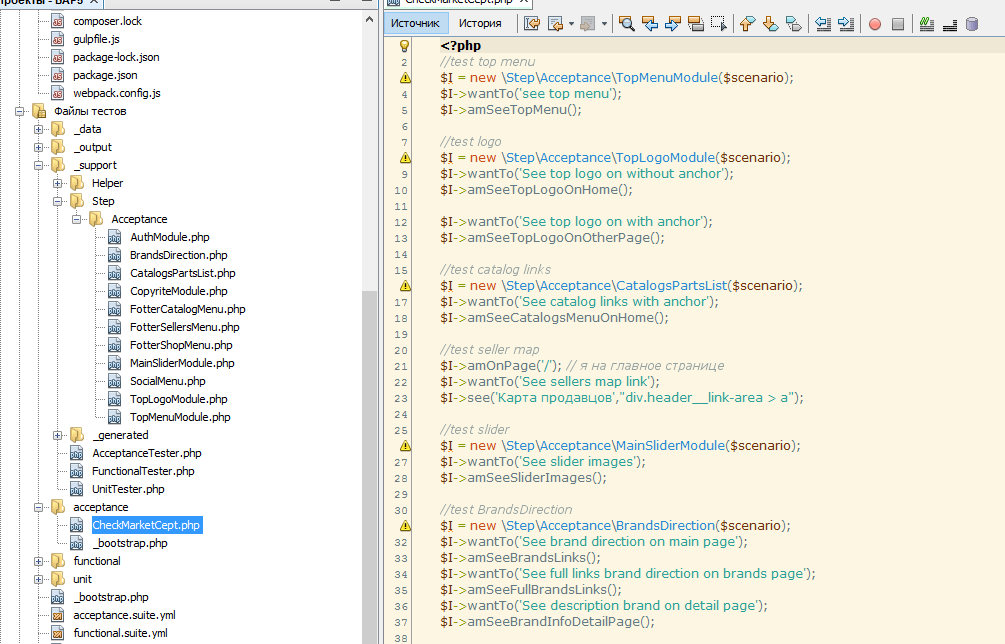 composer.lock
gulpfile.js
package-lock.json
package.json
webpack.config.js
Файлы тестов
_data
_output
_support
Helper
Step
Acceptance
AuthModule.php
BrandsDirection.php
CatalogsPartsList.php
CopyriteModule.php
FotterCatalogMenu.php
FotterSellersMenu.php
FotterShopMenu.php
MainSliderModule.php
SocialMenu.php
TopLogoModule.php
TopMenuModule.php
_generated
AcceptanceTester.php
FunctionalTester.php
UnitTester.php
acceptance
CheckMarketCept.php
_bootstrap.php
functional
unit
_bootstrap.php
acceptance.suite.yml
functional.suite.yml
Источник История
<?php
2 //test top menu
$I = new \Step\Acceptance\TopMenuModule($scenario);
4 $I->wantTo('see top menu');
5 $I->amSeeTopMenu();
6
7 //test logo
$I = new \Step\Acceptance\TopLogoModule($scenario);
9 $I->wantTo('See top logo on without anchor');
10 $I->amSeeTopLogoOnHome();
11
12 $I->wantTo('See top logo on with anchor');
13 $I->amSeeTopLogoOnOtherPage();
14
15 //test catalog links
$I = new \Step\Acceptance\CatalogsPartsList($scenario);
17 $I->wantTo('See catalog links with anchor');
18 $I->amSeeCatalogsMenuOnHome();
19
20 //test seller map
21 $I->amOnPage('/'); // я на главное странице
22 $I->wantTo('See sellers map link');
23 $I->see('Карта продавцов',"div.header__link-area > a");
24
25 //test slider
$I = new \Step\Acceptance\MainSliderModule($scenario);
27 $I->wantTo('See slider images');
28 $I->amSeeSliderImages();
29
30 //test BrandsDirection
$I = new \Step\Acceptance\BrandsDirection($scenario);
32 $I->wantTo('See brand direction on main page');
33 $I->amSeeBrandsLinks();
34 $I->wantTo('See full links brand direction on brands page');
35 $I->amSeeFullBrandsLinks();
36 $I->wantTo('See description brand on detail page');
37 $I->amSeeBrandInfoDetailPage();
38